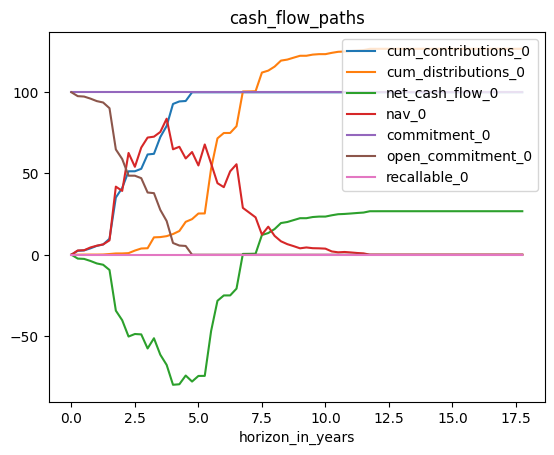 cash_flow_paths
cum_contributions_0
cum_distributions_0
net_cash_flow_0
nav_0
commitment_0
open_commitment_0
recallable_0
100
50
0
−50
0.0 2.5 5.0 7.5 10.0 12.5 15.0 17.5
horizon_in_years